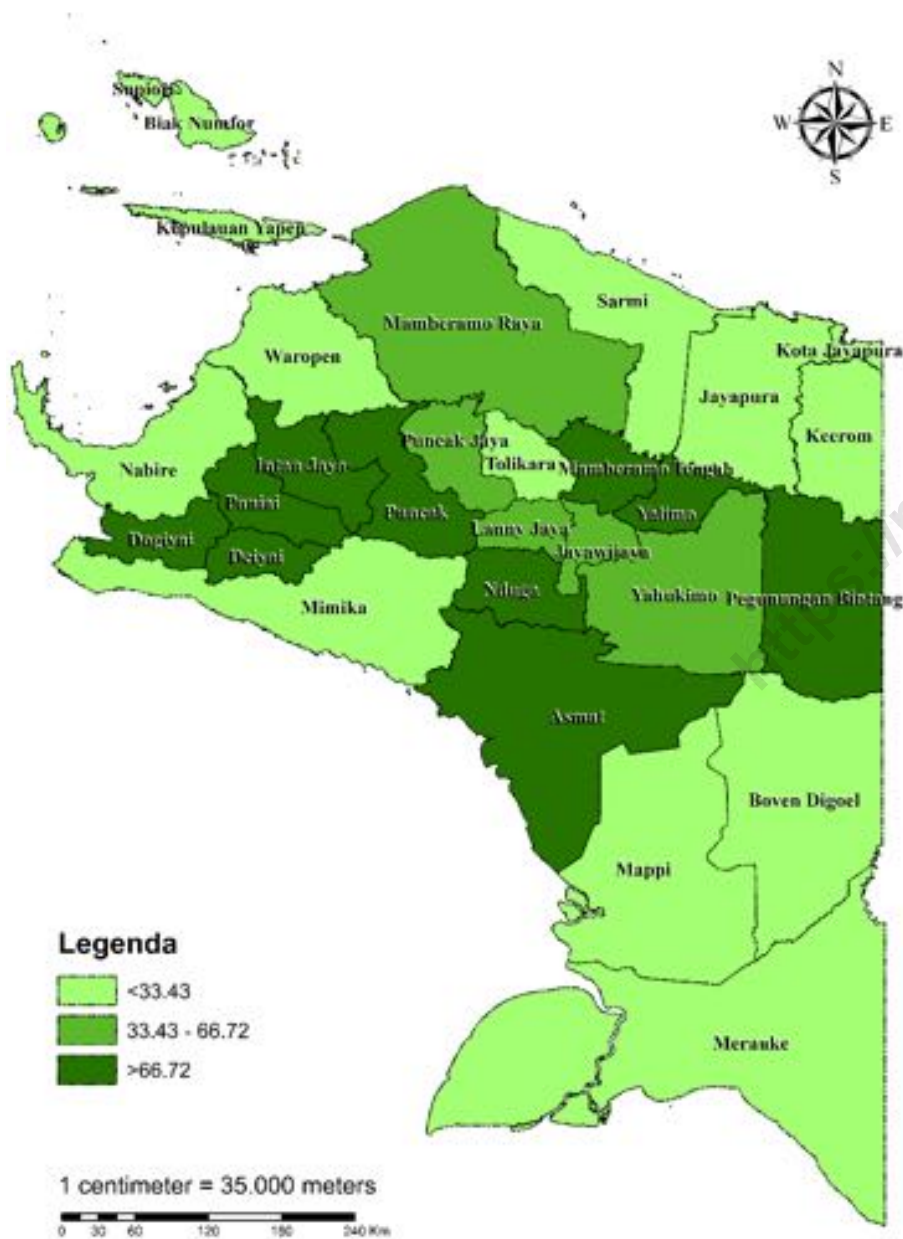 N
Supiori
Biak Numfor
W
E
S
Kepulauan Yapen
Sarmi
Mamberamo Raya
Kota Jayapura
Waropen
Jayapura
Keerom
Puncak Jaya
Tolikara
Intan Jaya
Mamberamo Tengah
Nabire
Paniai
Puncak
Yalimo
Dogiyai
Lanny Jaya
Deiyai
Jayawijaya
Nduga
Yahukimo
Pegunungan Bintang
Mimika
https://
Asmat
Boven Digoel
Mappi
Legenda
<33.43
33.43 - 66.72
>66.72
Merauke
1 centimeter = 35.000 meters
0 30 60 120 180 240 Km